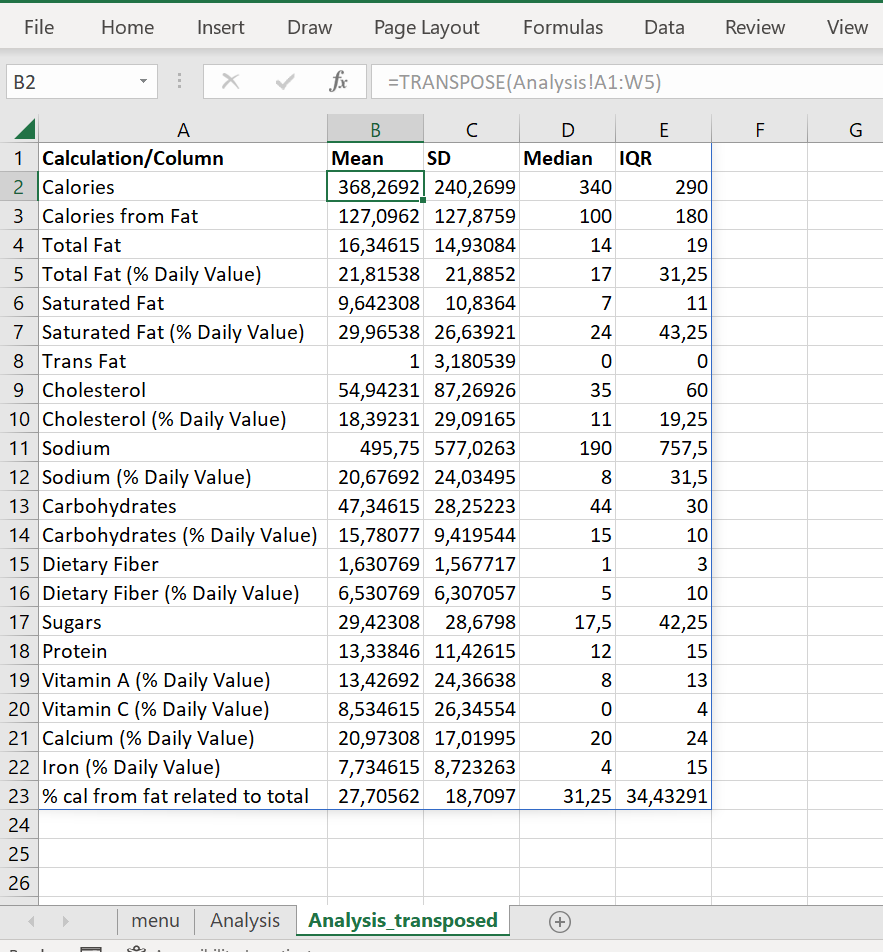 File Home Insert Draw Page Layout Formulas Data Review View
B2 fx =TRANSPOSE(Analysis!A1:W5)
A B C D E F G
1 Calculation/Column Mean SD Median IQR
2 Calories 368,2692 240,2699 340 290
3 Calories from Fat 127,0962 127,8759 100 180
4 Total Fat 16,34615 14,93084 14 19
5 Total Fat (% Daily Value) 21,81538 21,8852 17 31,25
6 Saturated Fat 9,642308 10,8364 7 11
7 Saturated Fat (% Daily Value) 29,96538 26,63921 24 43,25
8 Trans Fat 1 3,180539 0 0
9 Cholesterol 54,94231 87,26926 35 60
10 Cholesterol (% Daily Value) 18,39231 29,09165 11 19,25
11 Sodium 495,75 577,0263 190 757,5
12 Sodium (% Daily Value) 20,67692 24,03495 8 31,5
13 Carbohydrates 47,34615 28,25223 44 30
14 Carbohydrates (% Daily Value) 15,78077 9,419544 15 10
15 Dietary Fiber 1,630769 1,567717 1 3
16 Dietary Fiber (% Daily Value) 6,530769 6,307057 5 10
17 Sugars 29,42308 28,6798 17,5 42,25
18 Protein 13,33846 11,42615 12 15
19 Vitamin A (% Daily Value) 13,42692 24,36638 8 13
20 Vitamin C (% Daily Value) 8,534615 26,34554 0 4
21 Calcium (% Daily Value) 20,97308 17,01995 20 24
22 Iron (% Daily Value) 7,734615 8,723263 4 15
23 % cal from fat related to total 27,70562 18,7097 31,25 34,43291
24
25
26
menu Analysis Analysis_transposed